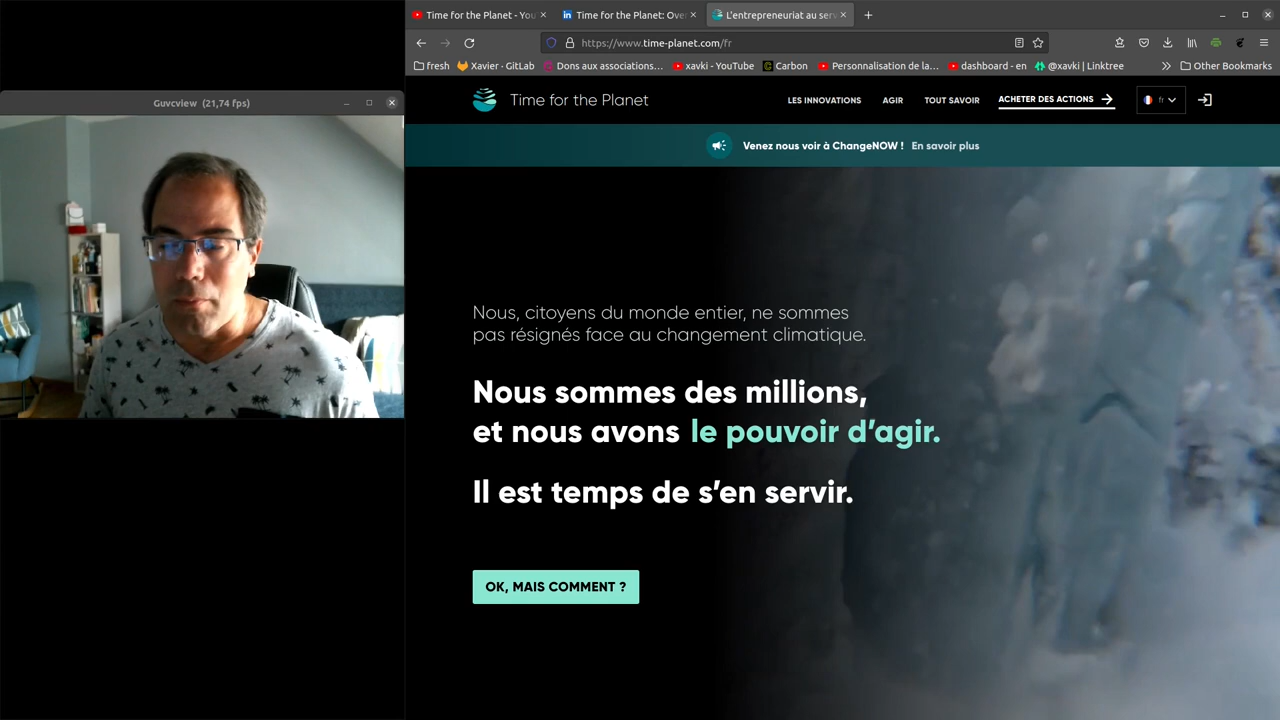 Time for the Planet - You
Time for the Planet: Over
L'entrepreneuriat au serv
https://www.time-planet.com/fr
fresh
Xavier · GitLab
Dons aux associations…
xavki - YouTube
Carbon
Personnalisation de la…
dashboard - en
@xavki | Linktree
Other Bookmarks
Guvcview (21,74 fps)
Time for the Planet
LES INNOVATIONS
AGIR
TOUT SAVOIR
ACHETER DES ACTIONS
fr
Venez nous voir à ChangeNOW ! En savoir plus
Nous, citoyens du monde entier, ne sommes
pas résignés face au changement climatique.
Nous sommes des millions,
et nous avons le pouvoir d’agir.
Il est temps de s’en servir.
OK, MAIS COMMENT ?